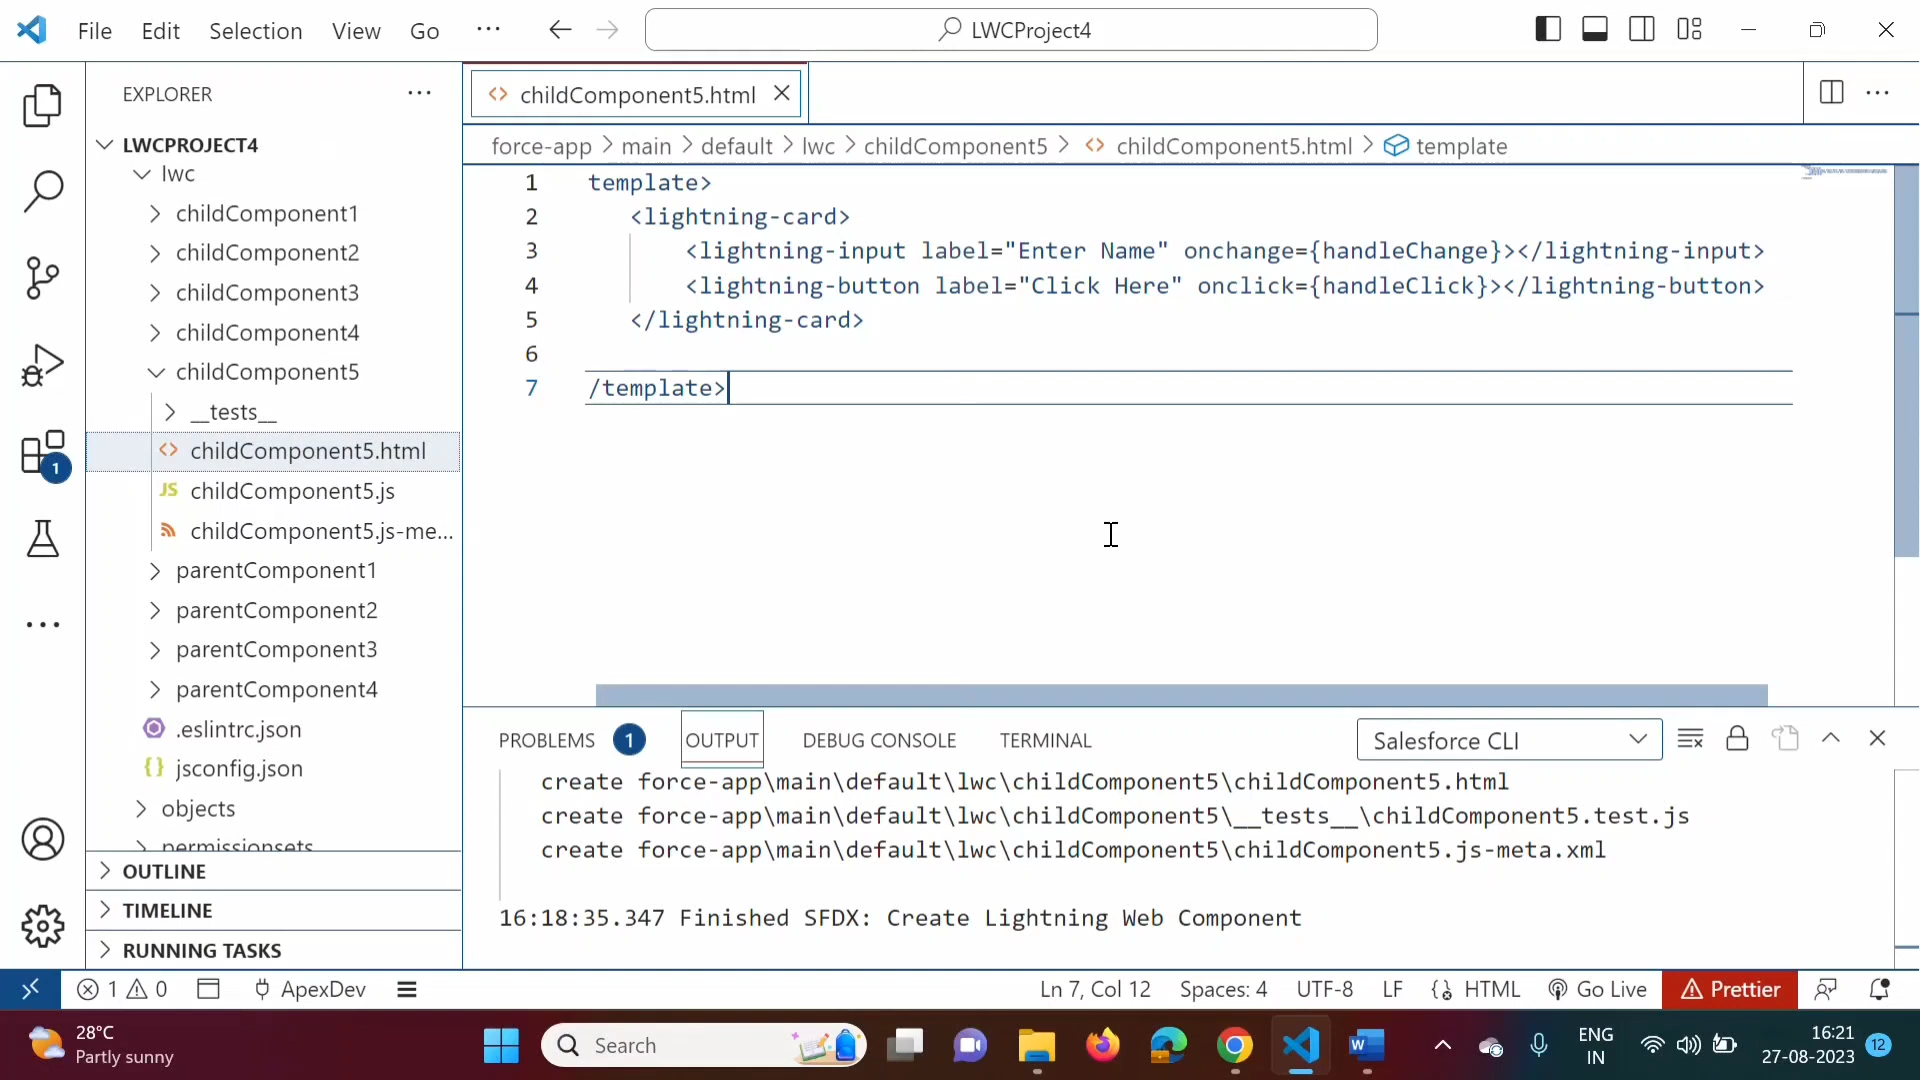 File Edit Selection View Go ··· LWCProject4
EXPLORER ···
LWCPROJECT4
lwc
childComponent1
childComponent2
childComponent3
childComponent4
childComponent5
__tests__
childComponent5.html
childComponent5.js
childComponent5.js-me...
parentComponent1
parentComponent2
parentComponent3
parentComponent4
.eslintrc.json
jsconfig.json
objects
permissionsets
OUTLINE
TIMELINE
RUNNING TASKS
1
childComponent5.html
force-app > main > default > lwc > childComponent5 > childComponent5.html > template
1 template>
2 <lightning-card>
3 <lightning-input label="Enter Name" onchange={handleChange}></lightning-input>
4 <lightning-button label="Click Here" onclick={handleClick}></lightning-button>
5 </lightning-card>
6
7 /template>
PROBLEMS 1 OUTPUT DEBUG CONSOLE TERMINAL Salesforce CLI
create force-app\main\default\lwc\childComponent5\childComponent5.html
create force-app\main\default\lwc\childComponent5\__tests__\childComponent5.test.js
create force-app\main\default\lwc\childComponent5\childComponent5.js-meta.xml
16:18:35.347 Finished SFDX: Create Lightning Web Component
1 0 ApexDev Ln 7, Col 12 Spaces: 4 UTF-8 LF HTML Go Live Prettier
28°C
Partly sunny
Search
ENG
IN
16:21
27-08-2023
12